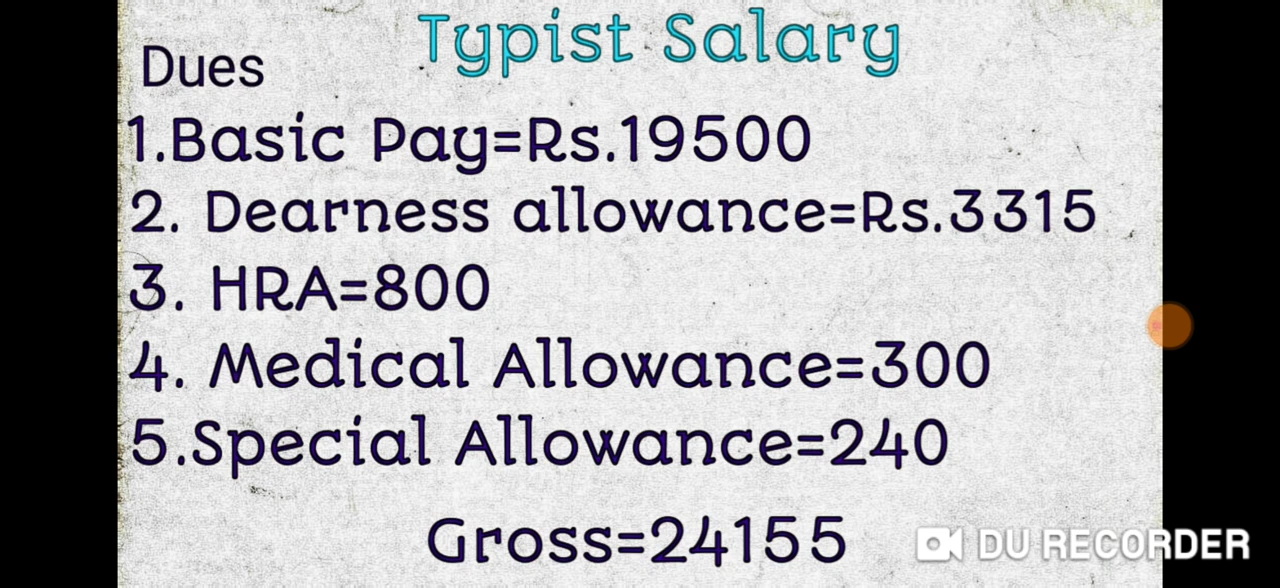 Typist Salary
Dues
1.Basic Pay=Rs.19500
2. Dearness allowance=Rs.3315
3. HRA=800
4. Medical Allowance=300
5.Special Allowance=240
Gross=24155
DU RECORDER